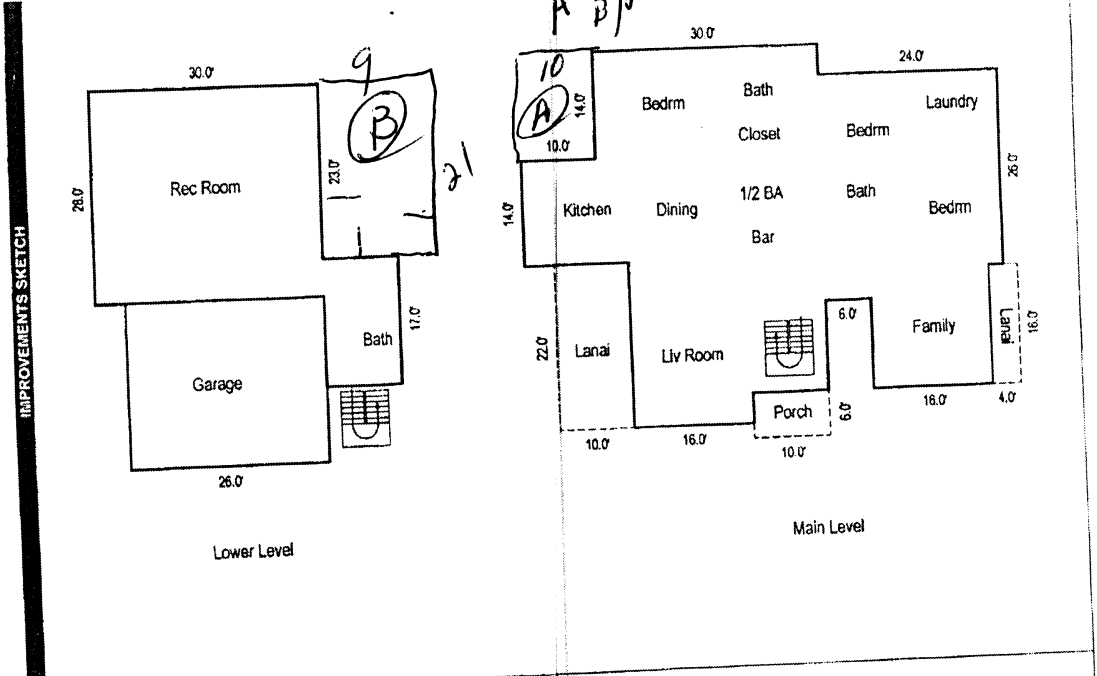 IMPROVEMENTS SKETCH
A B
30.0'
9
B
28.0'
Rec Room
23.0'
21
Garage
Bath
17.0'
26.0'
Lower Level
30.0'
24.0'
10
A
14.0'
10.0'
Bedrm
Bath
Laundry
Closet
Bedrm
26.0'
14.0'
Kitchen
Dining
1/2 BA
Bath
Bedrm
Bar
22.0'
Lanai
Liv Room
6.0'
Family
Lanai
16.0'
Porch
6.0'
16.0'
4.0'
10.0'
16.0'
10.0'
Main Level